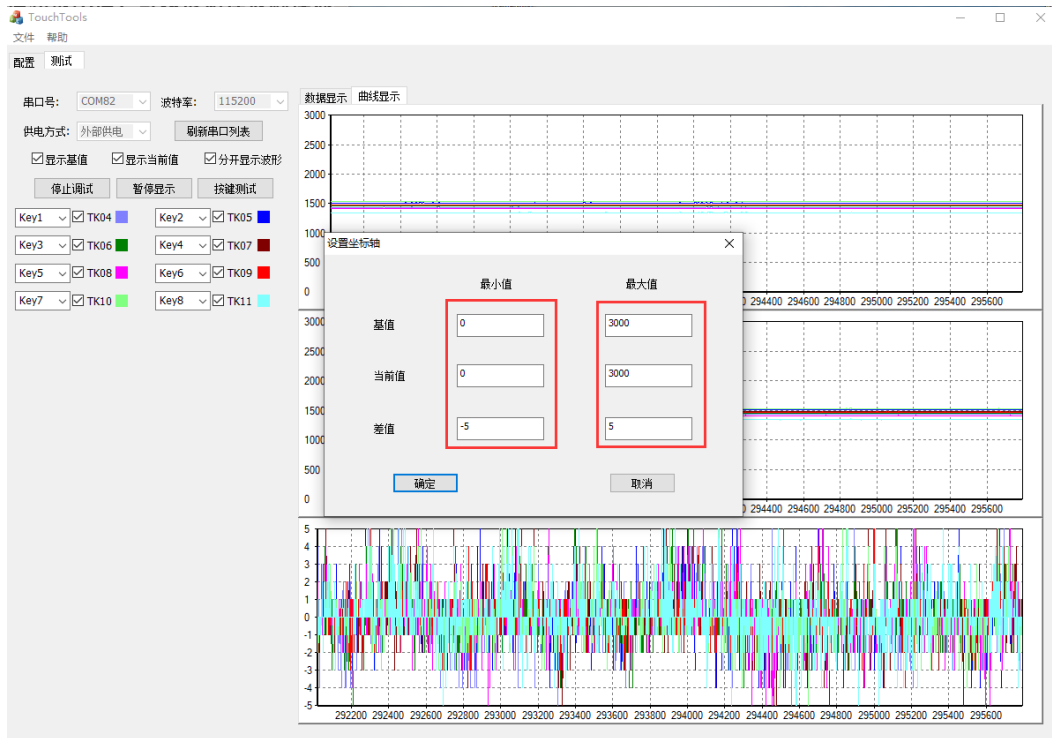 TouchTools
文件 帮助
配置 测试
串口号: COM82 波特率: 115200
供电方式: 外部供电 刷新串口列表
显示基值 显示当前值 分开显示波形
停止调试 暂停显示 按键测试
Key1 TK04 Key2 TK05
Key3 TK06 Key4 TK07
Key5 TK08 Key6 TK09
Key7 TK10 Key8 TK11
数据显示 曲线显示
3000
2500
2000
1500
1000
500
0
294400 294600 294800 295000 295200 295400 295600
设置坐标轴
最小值 最大值
基值 0 3000
当前值 0 3000
差值 -5 5
确定 取消
3000
2500
2000
1500
1000
500
0
294400 294600 294800 295000 295200 295400 295600
5
4
3
2
1
0
-1
-2
-3
-4
-5
292200 292400 292600 292800 293000 293200 293400 293600 293800 294000 294200 294400 294600 294800 295000 295200 295400 295600